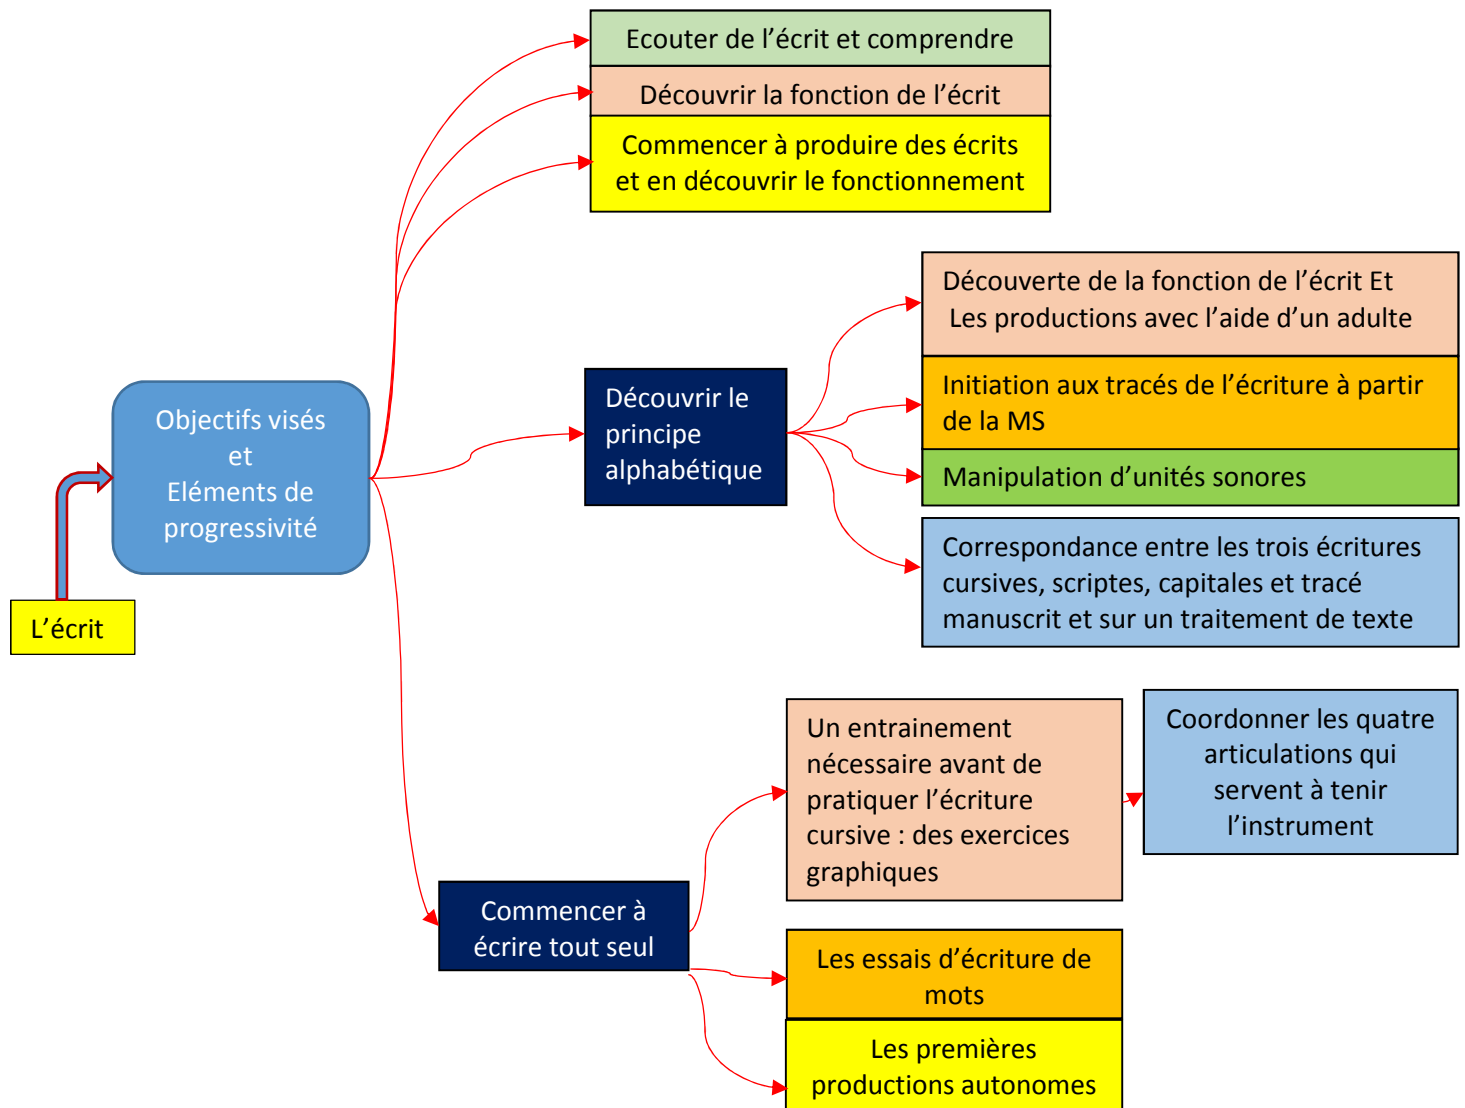 Ecouter de l’écrit et comprendre
Découvrir la fonction de l’écrit
Commencer à produire des écrits
et en découvrir le fonctionnement
Découverte de la fonction de l’écrit Et
Les productions avec l’aide d’un adulte
Découvrir le
principe
alphabétique
Initiation aux tracés de l’écriture à partir
de la MS
Manipulation d’unités sonores
Correspondance entre les trois écritures
cursives, scriptes, capitales et tracé
manuscrit et sur un traitement de texte
Objectifs visés
et
Eléments de
progressivité
L’écrit
Un entrainement
nécessaire avant de
pratiquer l’écriture
cursive : des exercices
graphiques
Coordonner les quatre
articulations qui
servent à tenir
l’instrument
Commencer à
écrire tout seul
Les essais d’écriture de
mots
Les premières
productions autonomes